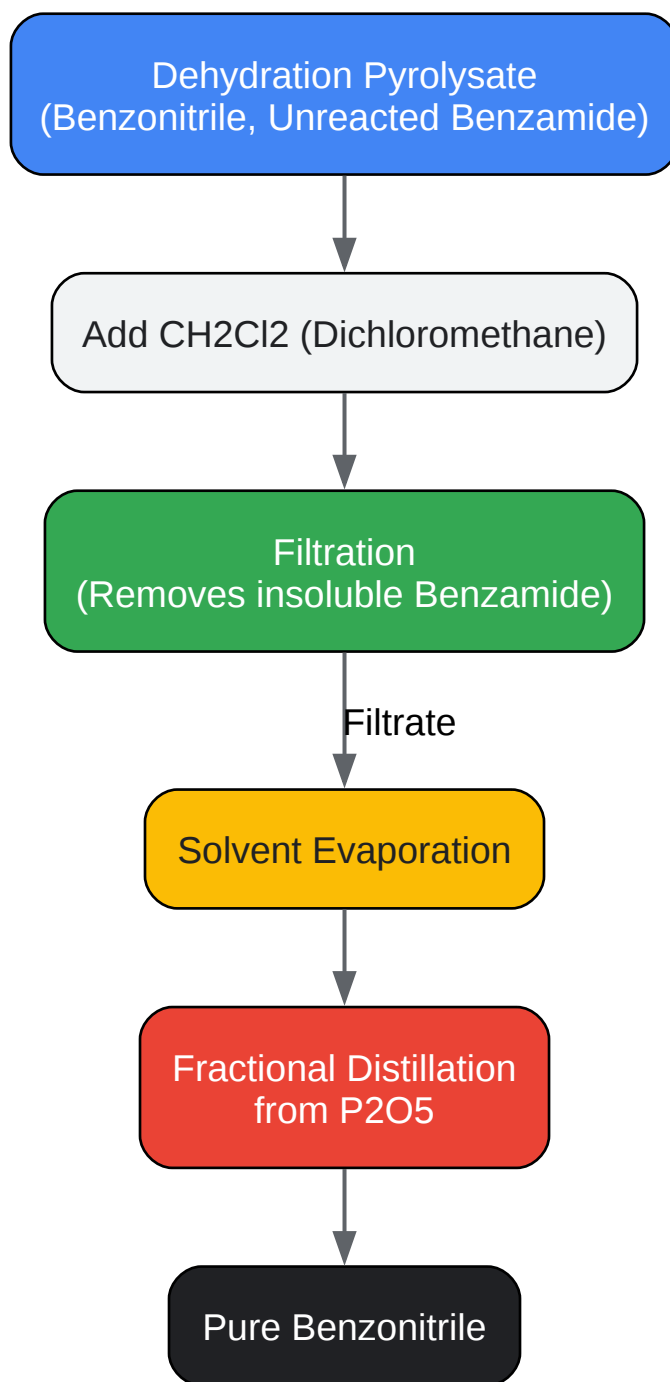 Dehydration Pyrolysate
(Benzonitrile, Unreacted Benzamide)
Add CH2Cl2 (Dichloromethane)
Filtration
(Removes insoluble Benzamide)
Filtrate
Solvent Evaporation
Fractional Distillation
from P2O5
Pure Benzonitrile